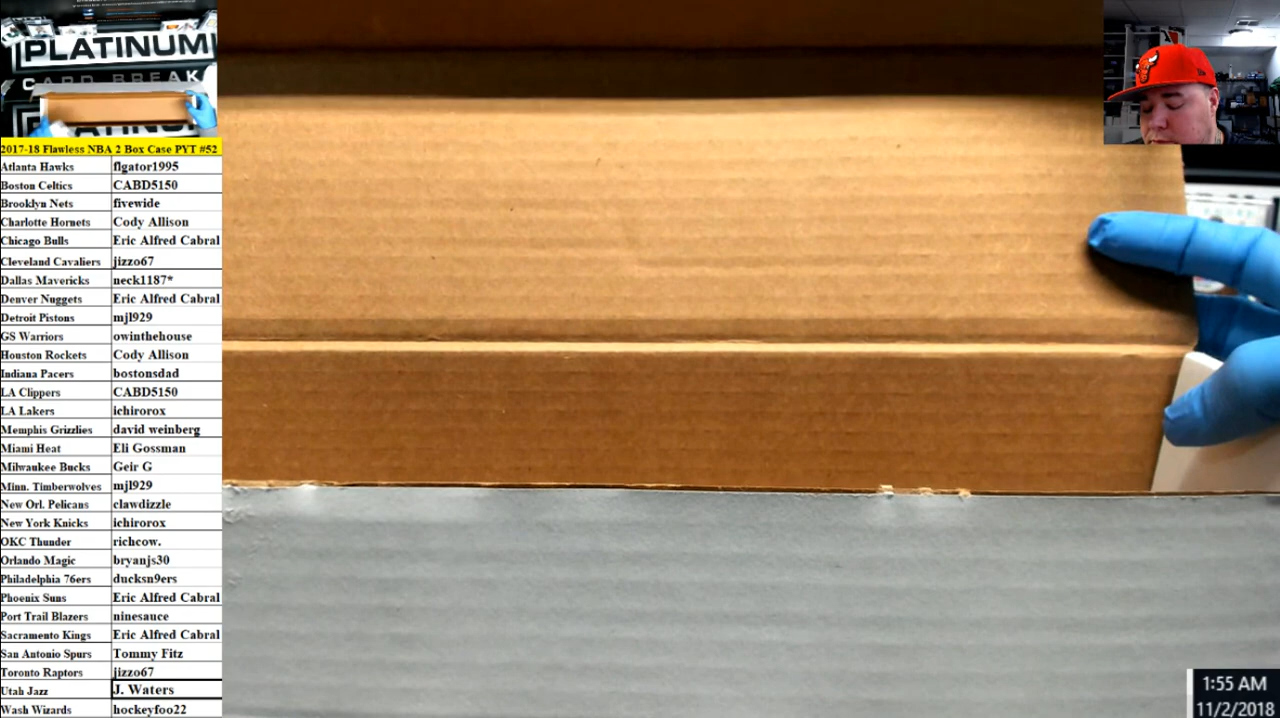 PLATINUM
CARD BREAK
PLATINUM
2017-18 Flawless NBA 2 Box Case PYT #52
Atlanta Hawks flgator1995
Boston Celtics CABD5150
Brooklyn Nets fivewide
Charlotte Hornets Cody Allison
Chicago Bulls Eric Alfred Cabral
Cleveland Cavaliers jizzo67
Dallas Mavericks neck1187*
Denver Nuggets Eric Alfred Cabral
Detroit Pistons mjl929
GS Warriors owinthehouse
Houston Rockets Cody Allison
Indiana Pacers bostonsdad
LA Clippers CABD5150
LA Lakers ichirorox
Memphis Grizzlies david weinberg
Miami Heat Eli Gossman
Milwaukee Bucks Geir G
Minn. Timberwolves mjl929
New Orl. Pelicans clawdizzle
New York Knicks ichirorox
OKC Thunder richcow.
Orlando Magic bryanjs30
Philadelphia 76ers ducksn9ers
Phoenix Suns Eric Alfred Cabral
Port Trail Blazers ninesauce
Sacramento Kings Eric Alfred Cabral
San Antonio Spurs Tommy Fitz
Toronto Raptors jizzo67
Utah Jazz J. Waters
Wash Wizards hockeyfoo22
1:55 AM
11/2/2018